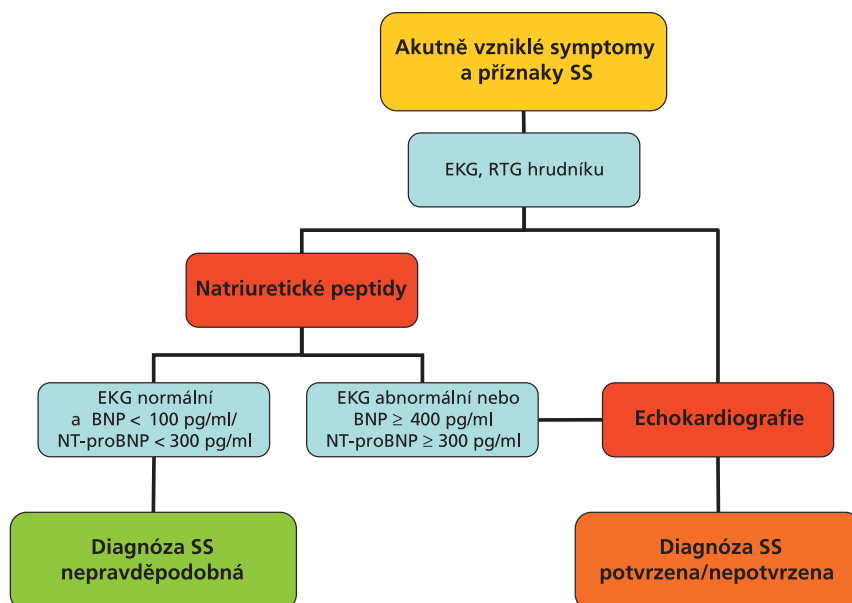 Akutně vzniklé symptomy
a příznaky SS
EKG, RTG hrudníku
Natriuretické peptidy
EKG normální
a BNP < 100 pg/ml/
NT-proBNP < 300 pg/ml
EKG abnormální nebo
BNP ≥ 400 pg/ml
NT-proBNP ≥ 300 pg/ml
Echokardiografie
Diagnóza SS
nepravděpodobná
Diagnóza SS
potvrzena/nepotvrzena